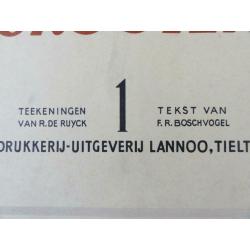 TEEKENINGEN
VAN R. DE RUYCK
1
TEKST VAN
F. R. BOSCHVOGEL
DRUKKERIJ-UITGEVERIJ LANNOO, TIELT